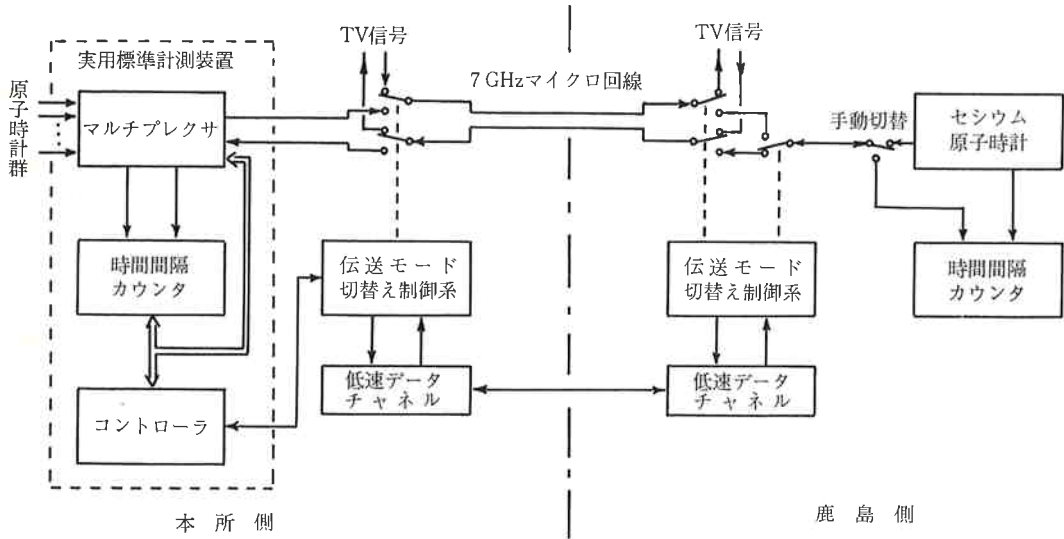 TV信号
TV信号
実用標準計測装置
原子時計群
マルチプレクサ
7 GHzマイクロ回線
手動切替
セシウム
原子時計
時間間隔
カウンタ
伝送モード
切替え制御系
伝送モード
切替え制御系
時間間隔
カウンタ
低速データ
チャネル
低速データ
チャネル
コントローラ
本所側
鹿島側